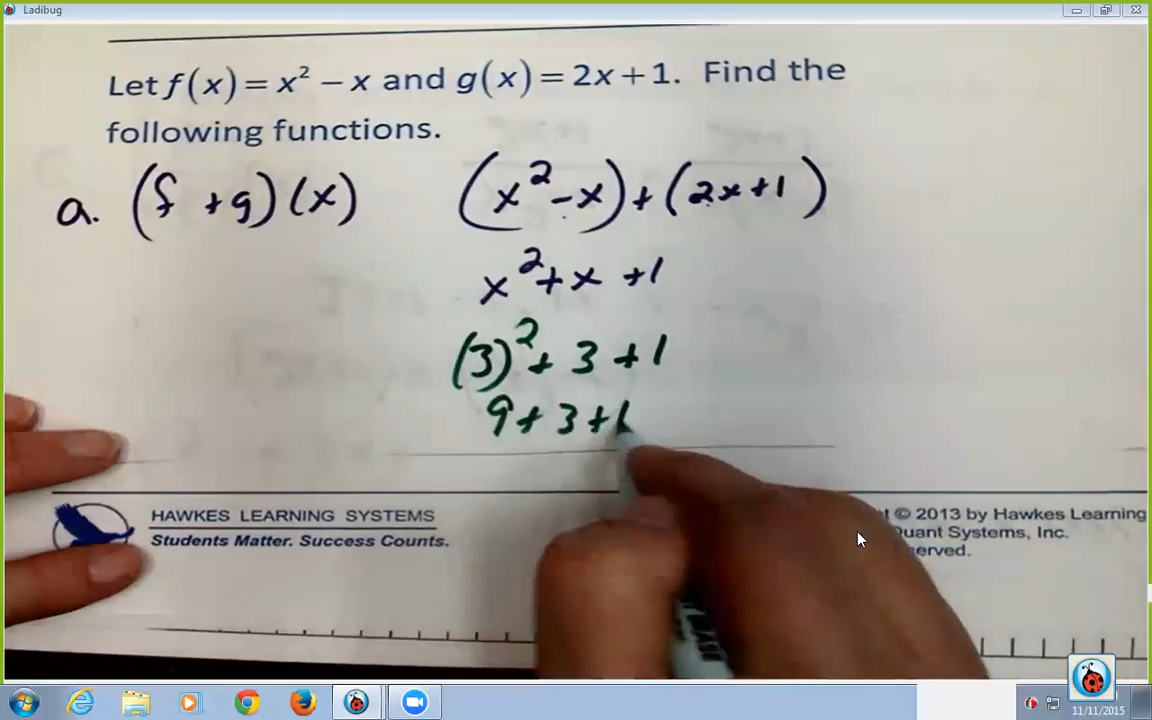 Ladibug
Let f(x) = x² − x and g(x) = 2x + 1. Find the
following functions.
a. (f + g)(x) (x² - x) + (2x + 1)
x² + x + 1
(3)² + 3 + 1
9 + 3 + 1
HAWKES LEARNING SYSTEMS
Students Matter. Success Counts.
© 2013 by Hawkes Learning
Quant Systems, Inc.
11/11/2015